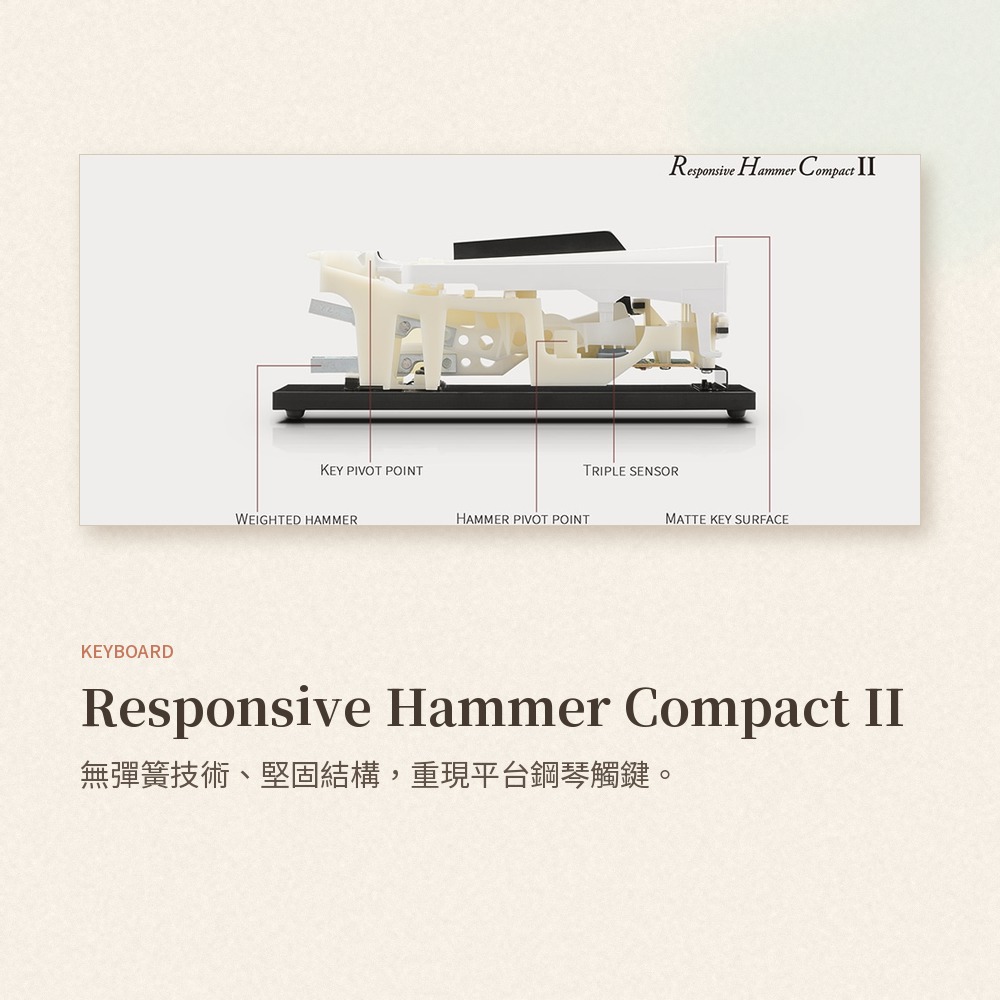 Responsive Hammer Compact II
KEY PIVOT POINT
TRIPLE SENSOR
WEIGHTED HAMMER
HAMMER PIVOT POINT
MATTE KEY SURFACE
KEYBOARD
Responsive Hammer Compact II
無彈簧技術、堅固結構，重現平台鋼琴觸鍵。